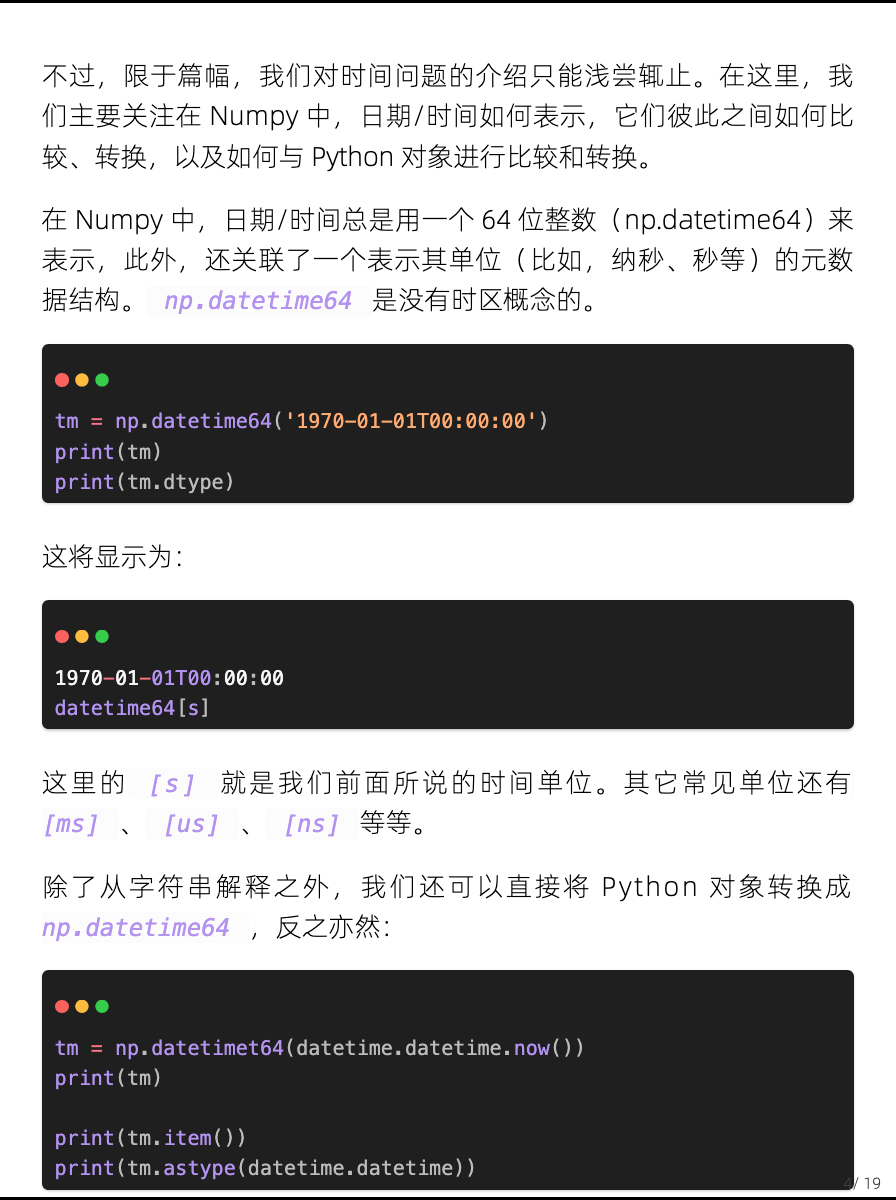 不过，限于篇幅，我们对时间问题的介绍只能浅尝辄止。在这里，我
们主要关注在 Numpy 中，日期/时间如何表示，它们彼此之间如何比
较、转换，以及如何与 Python 对象进行比较和转换。
在 Numpy 中，日期/时间总是用一个 64 位整数（np.datetime64）来
表示，此外，还关联了一个表示其单位（比如，纳秒、秒等）的元数
据结构。 np.datetime64 是没有时区概念的。
tm = np.datetime64('1970-01-01T00:00:00')
print(tm)
print(tm.dtype)
这将显示为：
1970-01-01T00:00:00
datetime64[s]
这里的 [s] 就是我们前面所说的时间单位。其它常见单位还有
[ms] 、 [us] 、 [ns] 等等。
除了从字符串解释之外，我们还可以直接将 Python 对象转换成
np.datetime64 ，反之亦然：
tm = np.datetimet64(datetime.datetime.now())
print(tm)
print(tm.item())
print(tm.astype(datetime.datetime))
4/ 19